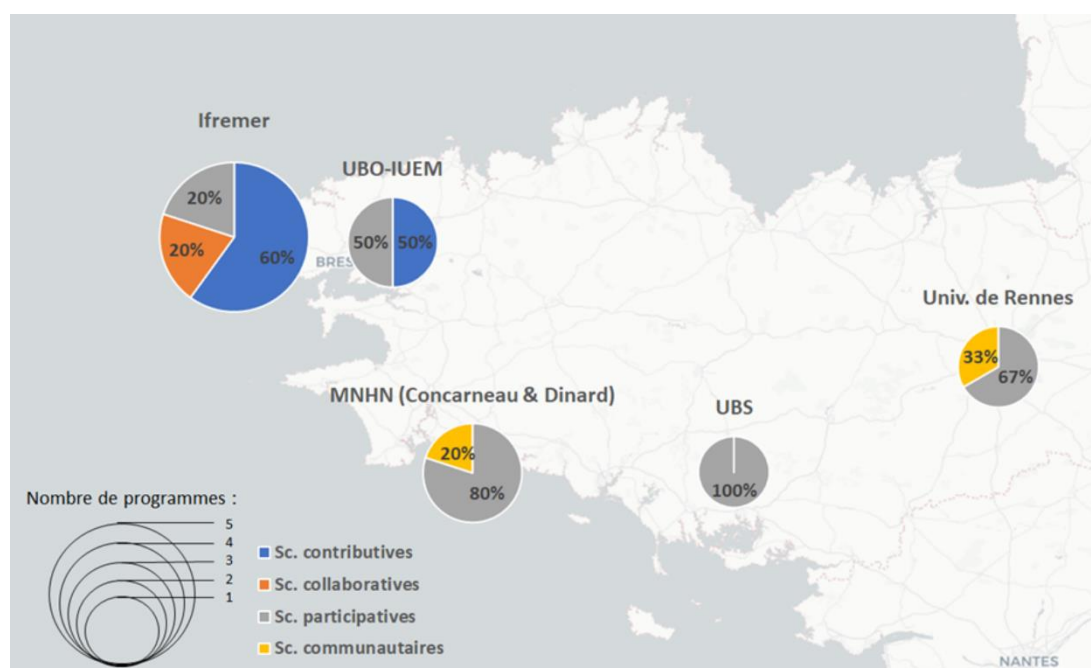 Ifremer
20%
20%
60%
UBO-IUEM
50%
50%
BRES
Univ. de Rennes
33%
67%
MNHN (Concarneau & Dinard)
20%
80%
UBS
100%
Nombre de programmes :
5
4
3
2
1
Sc. contributives
Sc. collaboratives
Sc. participatives
Sc. communautaires
NANTES